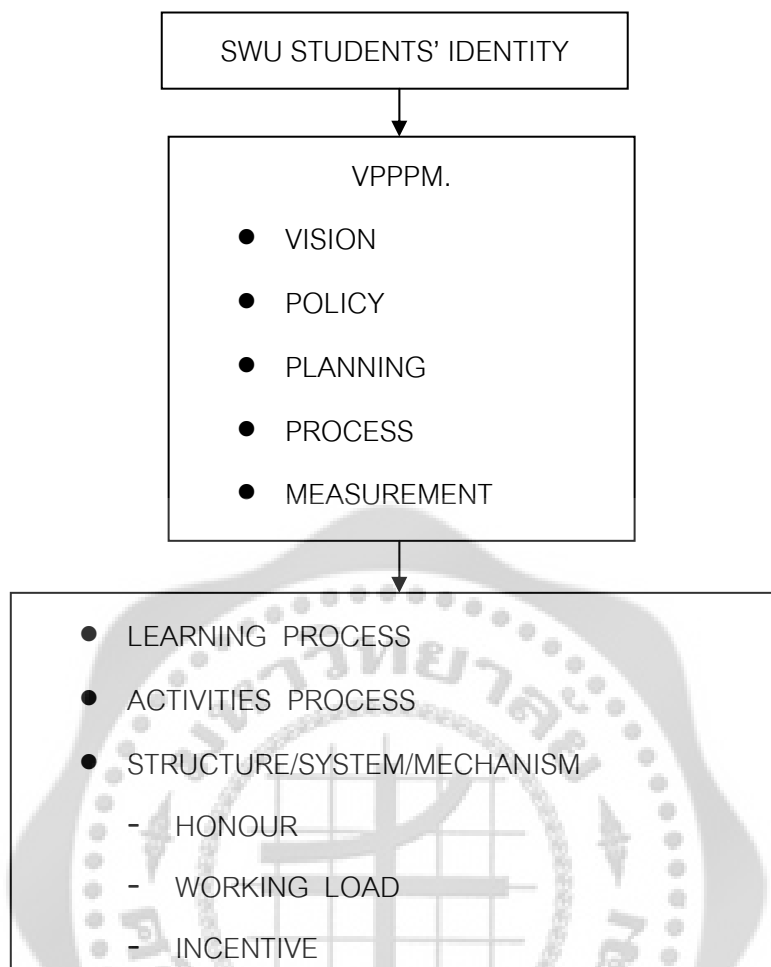 SWU STUDENTS' IDENTITY
VPPPM.
● VISION
● POLICY
● PLANNING
● PROCESS
● MEASUREMENT
● LEARNING PROCESS
● ACTIVITIES PROCESS
● STRUCTURE/SYSTEM/MECHANISM
- HONOUR
- WORKING LOAD
- INCENTIVE